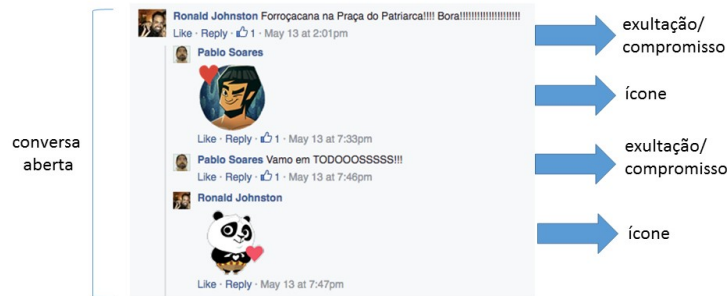 Ronald Johnston Forroçacana na Praça do Patriarca!!!! Bora!!!!!!!!!!!!!!!!!!!!!!
Like · Reply · 1 · May 13 at 2:01pm
exultação/
compromisso
Pablo Soares
ícone
Like · Reply · 1 · May 13 at 7:33pm
conversa
aberta
Pablo Soares Vamo em TODOOOSSSSS!!!
Like · Reply · 1 · May 13 at 7:46pm
exultação/
compromisso
Ronald Johnston
ícone
Like · Reply · May 13 at 7:47pm